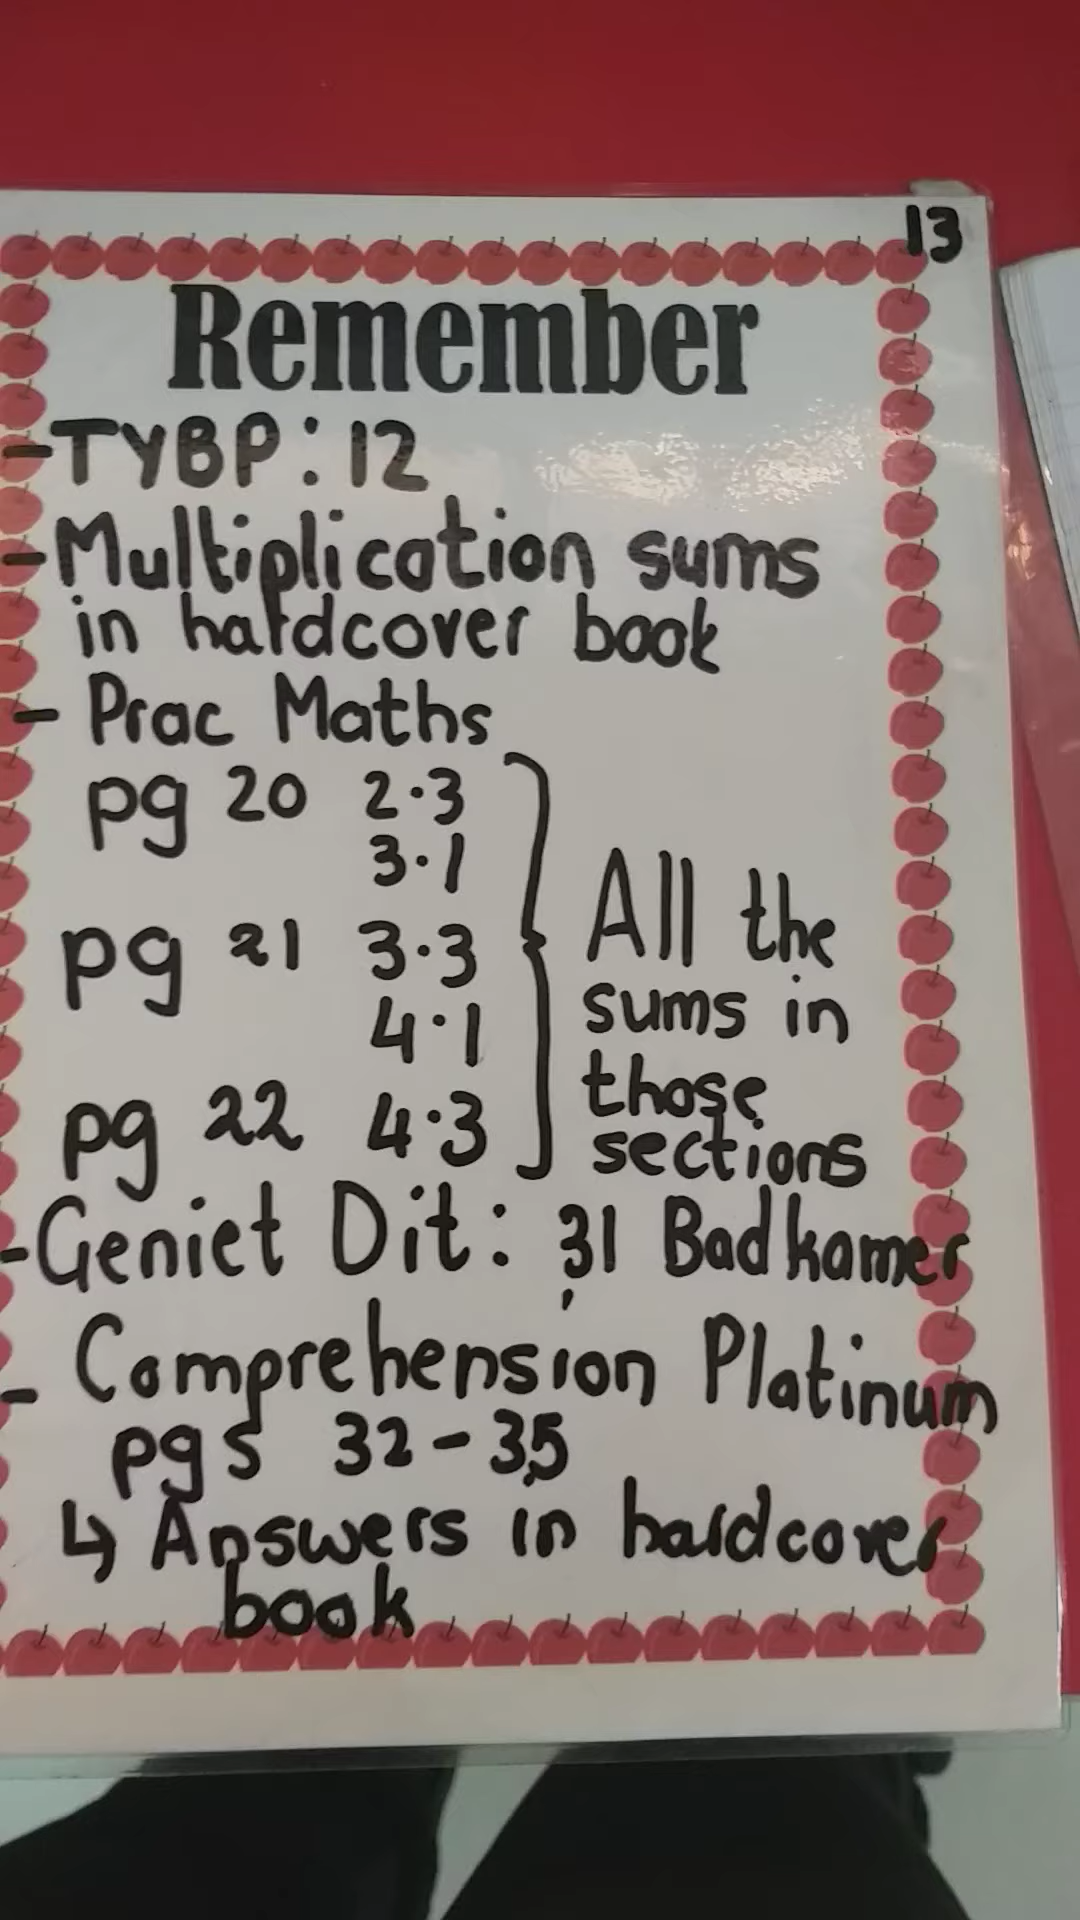 13
Remember
-TYBP: 12
-Multiplication sums
in hardcover book
- Prac Maths
pg 20 2.3
3.1
pg 21 3.3
4.1
pg 22 4.3
All the
sums in
those
sections
-Geniet Dit: 31 Badkamer
- Comprehension Platinum
pgs 32-35
↳ Answers in hardcover
book